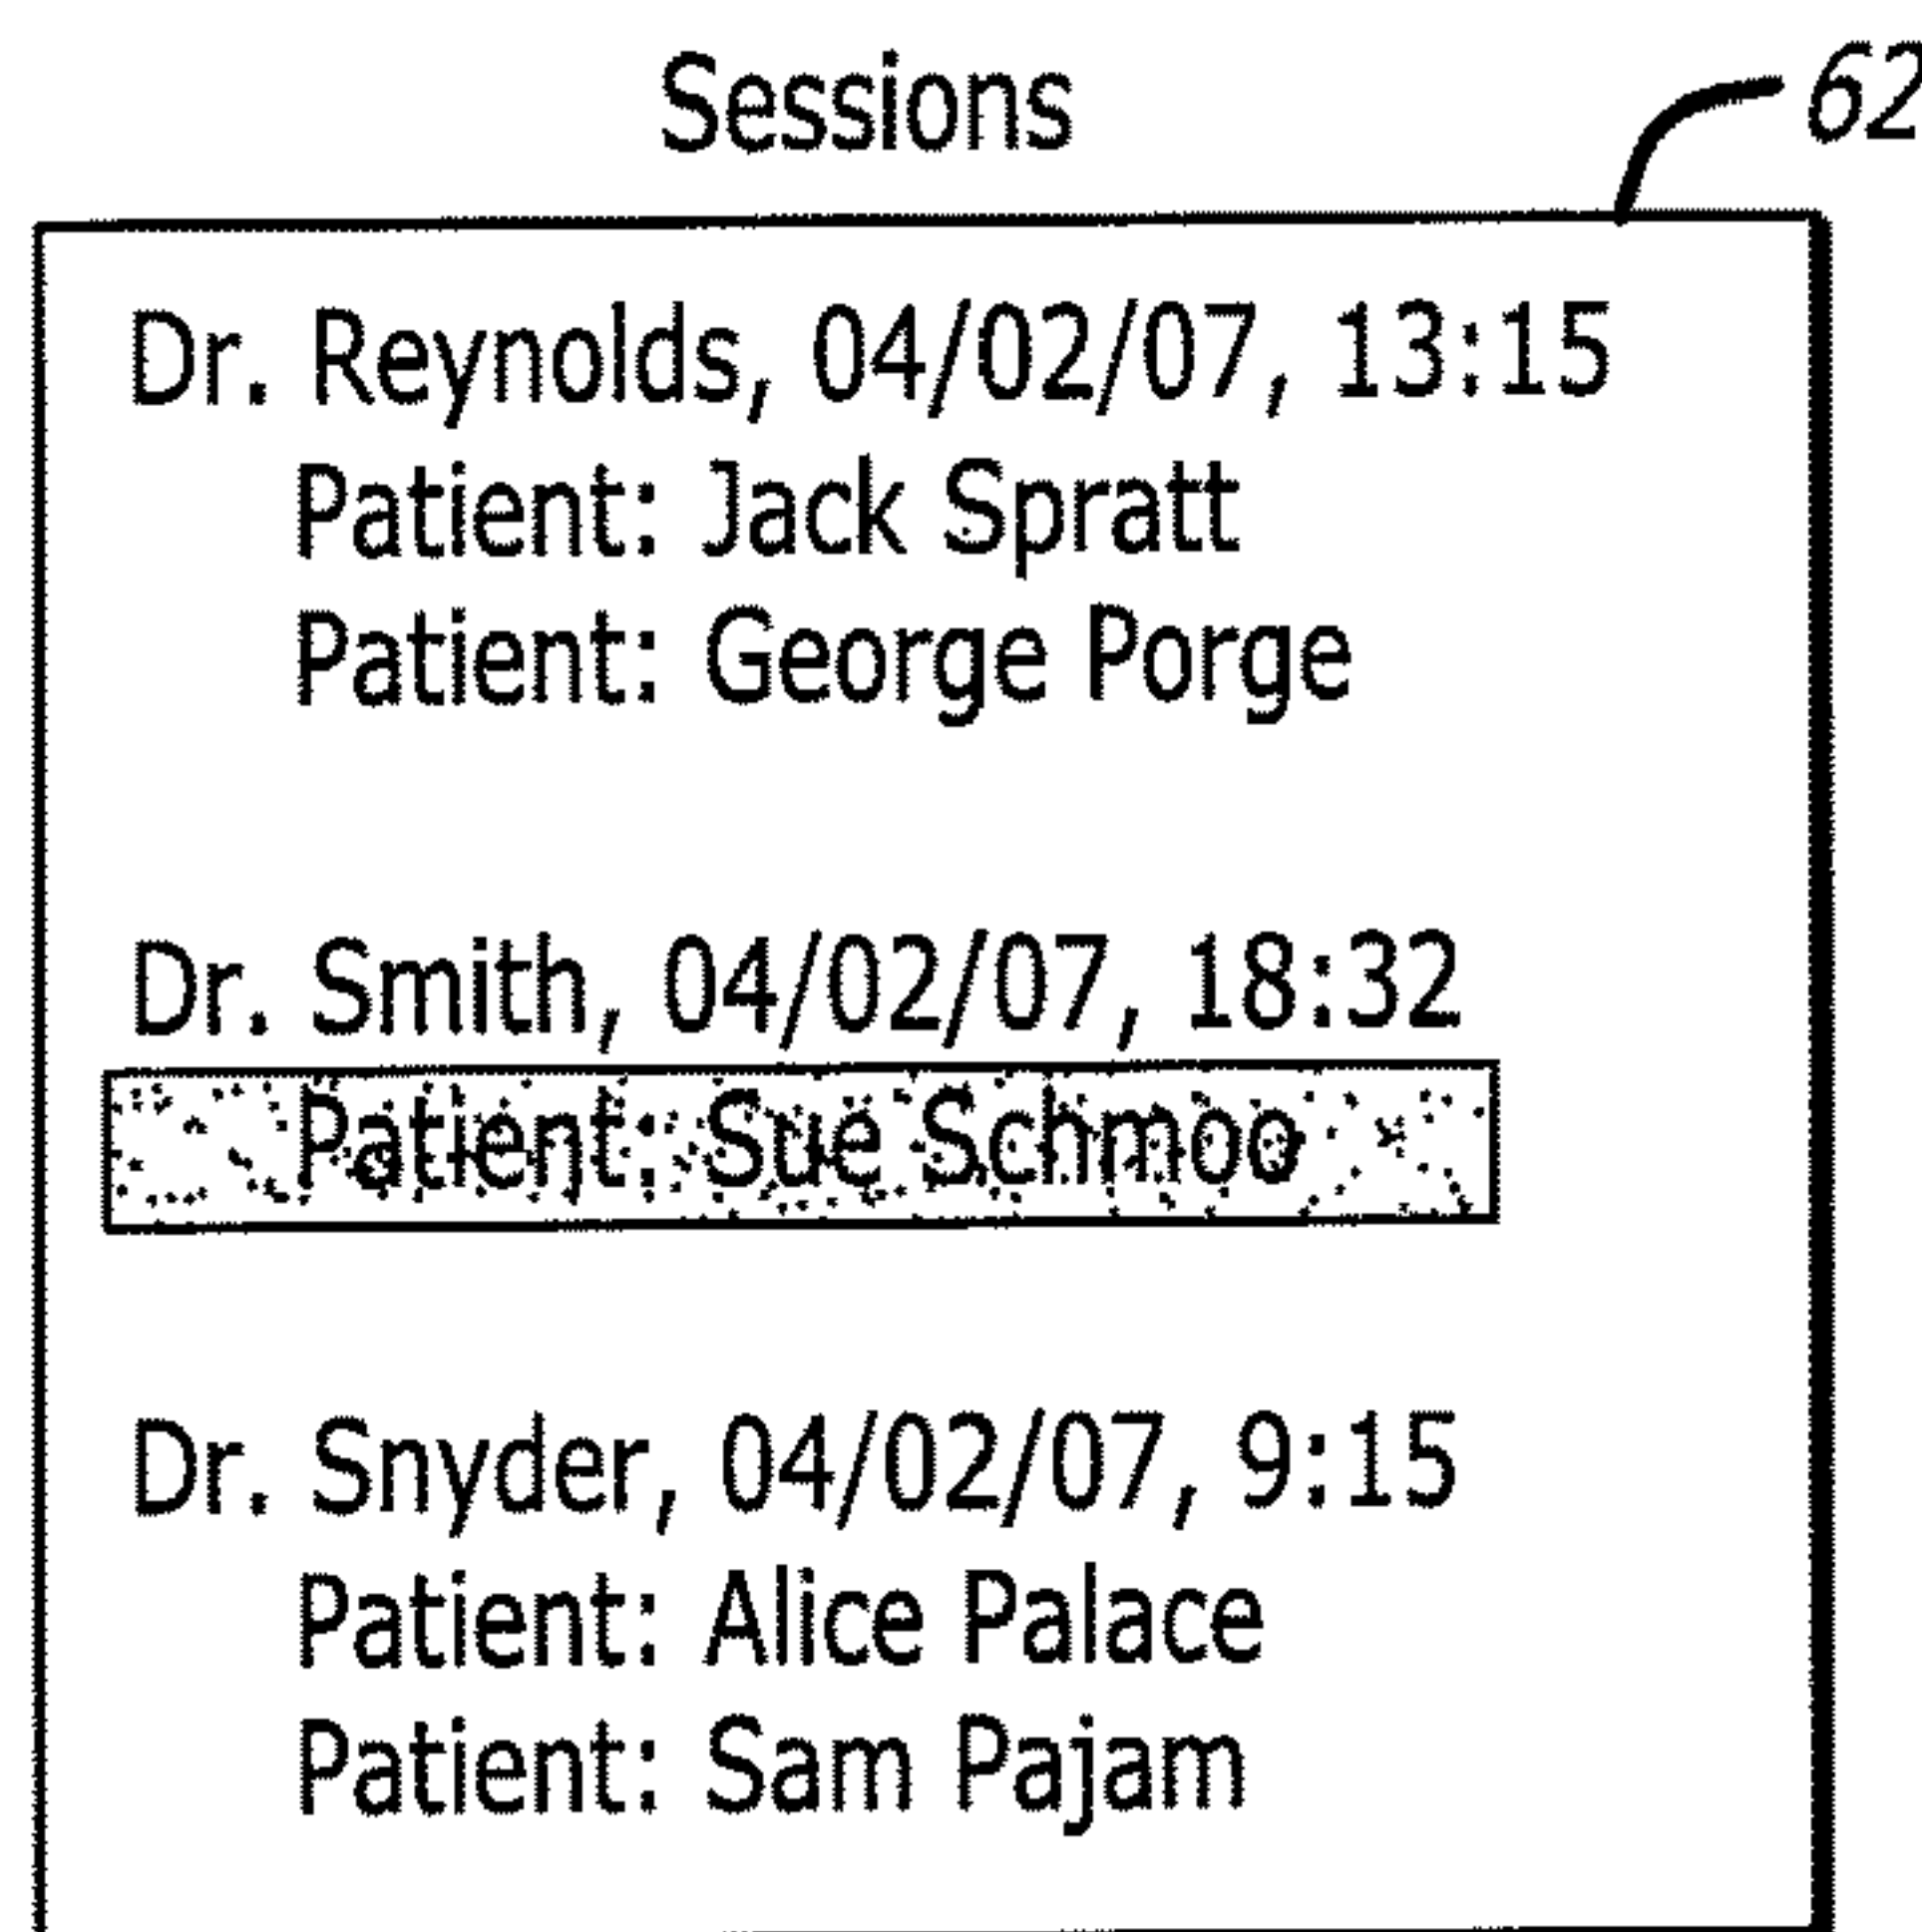 Sessions
62
Dr. Reynolds, 04/02/07, 13:15
Patient: Jack Spratt
Patient: George Porge
Dr. Smith, 04/02/07, 18:32
Patient: Sue Schmoo
Dr. Snyder, 04/02/07, 9:15
Patient: Alice Palace
Patient: Sam Pajam